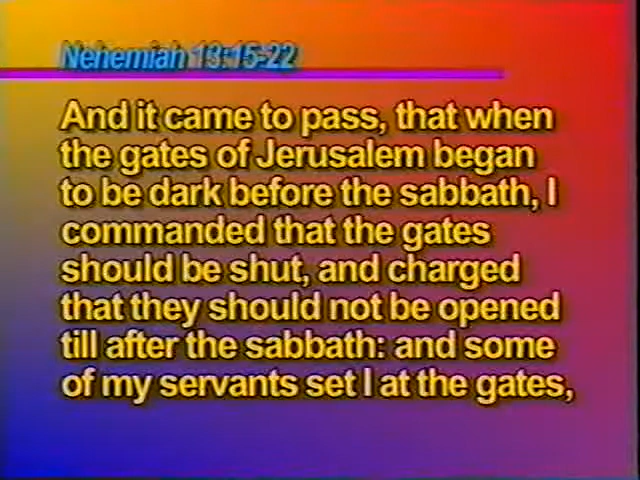 Nehemiah 13:15-22
And it came to pass, that when
the gates of Jerusalem began
to be dark before the sabbath, I
commanded that the gates
should be shut, and charged
that they should not be opened
till after the sabbath: and some
of my servants set I at the gates,